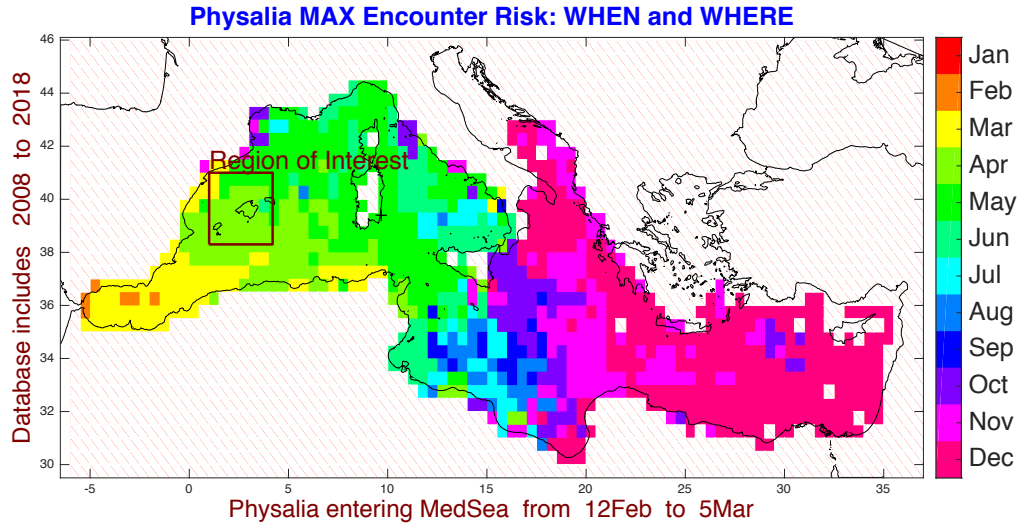 Physalia MAX Encounter Risk: WHEN and WHERE
Database includes 2008 to 2018
46
44
42
40
38
36
34
32
30
Region of Interest
-5
0
5
10
15
20
25
30
35
Physalia entering MedSea from 12Feb to 5Mar
Jan
Feb
Mar
Apr
May
Jun
Jul
Aug
Sep
Oct
Nov
Dec